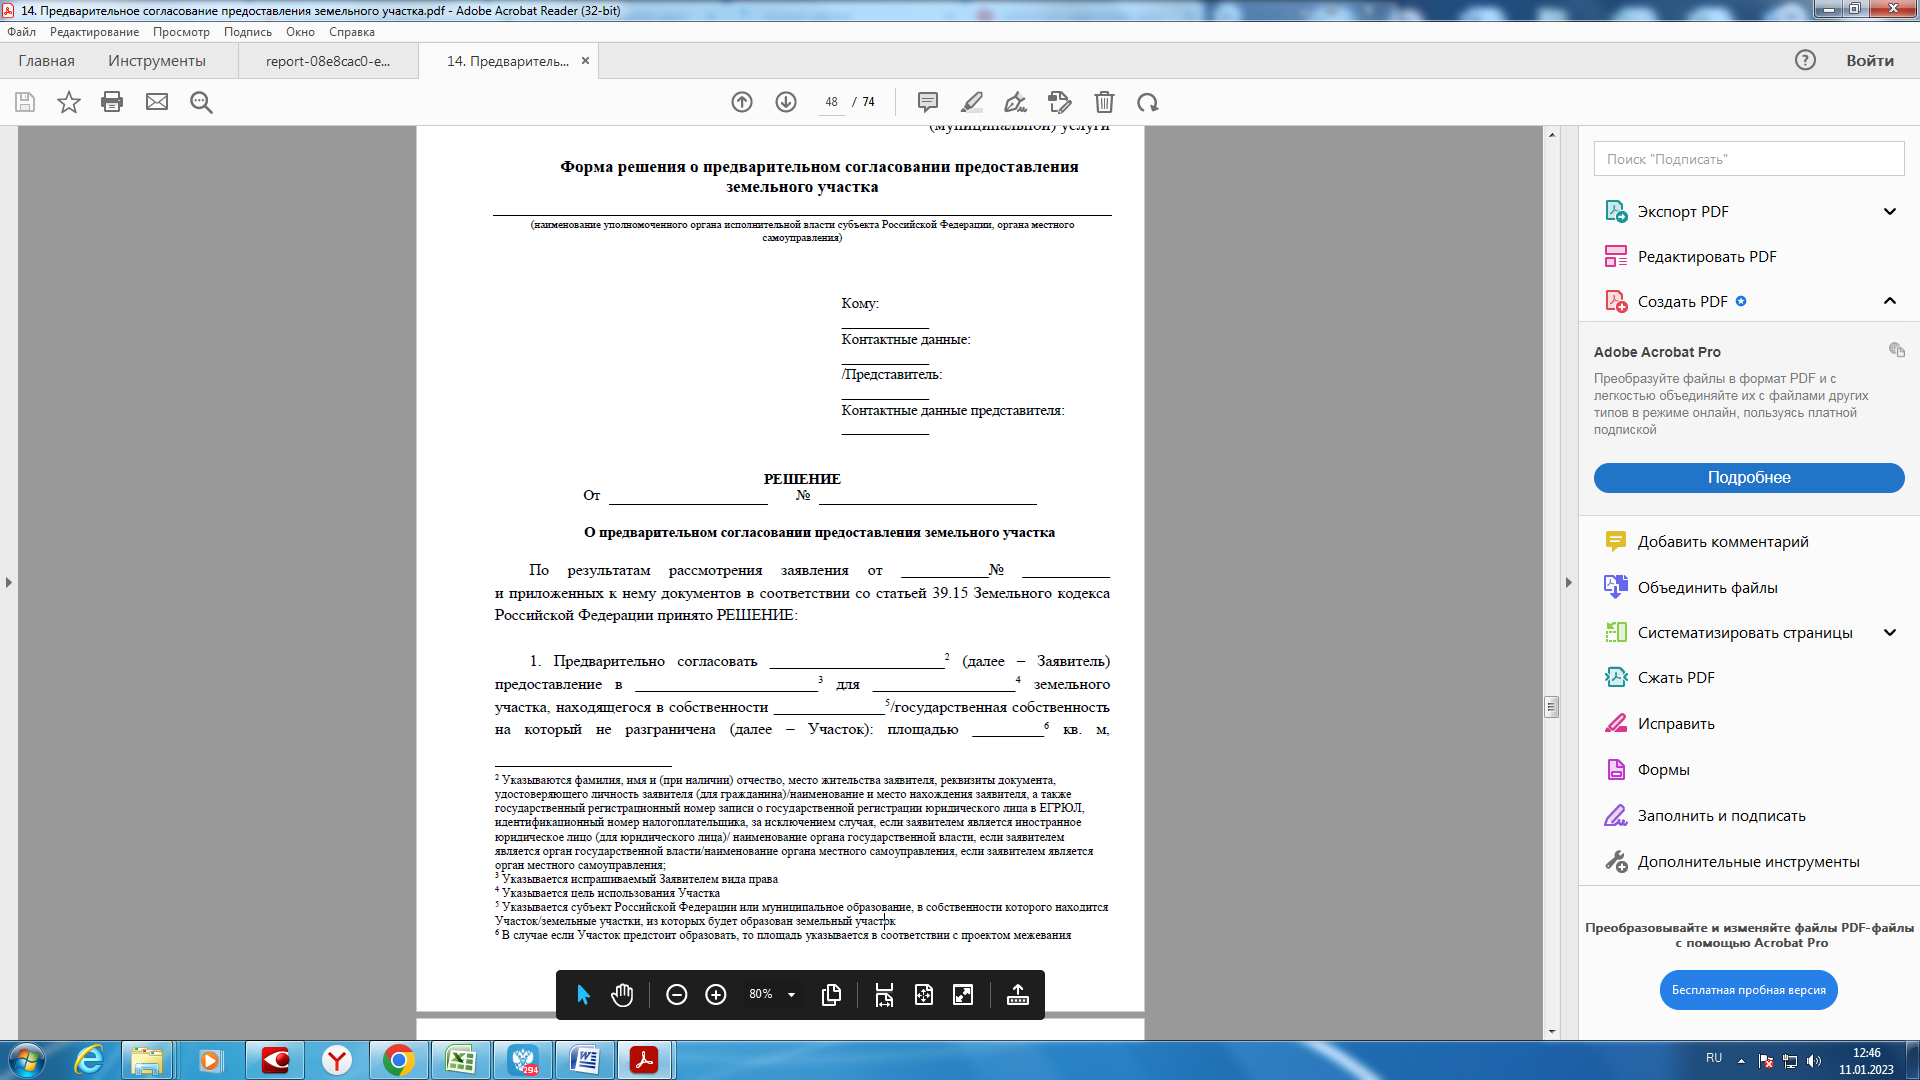 14. Предварительное согласование предоставления земельного участка.pdf - Adobe Acrobat Reader (32-bit)
Файл Редактирование Просмотр Подпись Окно Справка
Главная Инструменты report-08e8cac0-e... 14. Предваритель... × Войти
48 / 74
(муниципальной) услуги
Форма решения о предварительном согласовании предоставления
земельного участка
(наименование уполномоченного органа исполнительной власти субъекта Российской Федерации, органа местного
самоуправления)
Кому:
Контактные данные:
/Представитель:
Контактные данные представителя:
РЕШЕНИЕ
От ____________ № ____________
О предварительном согласовании предоставления земельного участка
По результатам рассмотрения заявления от ____________№ ____________
и приложенных к нему документов в соответствии со статьей 39.15 Земельного кодекса
Российской Федерации принято РЕШЕНИЕ:
1. Предварительно согласовать ____________2 (далее – Заявитель)
предоставление в ____________3 для ____________4 земельного
участка, находящегося в собственности ____________5/государственная собственность
на который не разграничена (далее – Участок): площадью __________6 кв. м,
2 Указываются фамилия, имя и (при наличии) отчество, место жительства заявителя, реквизиты документа,
удостоверяющего личность заявителя (для гражданина)/наименование и место нахождения заявителя, а также
государственный регистрационный номер записи о государственной регистрации юридического лица в ЕГРЮЛ,
идентификационный номер налогоплательщика, за исключением случая, если заявителем является иностранное
юридическое лицо (для юридического лица)/ наименование органа государственной власти, если заявителем
является орган государственной власти/наименование органа местного самоуправления, если заявителем является
орган местного самоуправления;
3 Указывается испрашиваемый Заявителем вида права
4 Указывается цель использования Участка
5 Указывается субъект Российской Федерации или муниципальное образование, в собственности которого находится
Участок/земельные участки, из которых будет образован земельный участок
6 В случае если Участок предстоит образовать, то площадь указывается в соответствии с проектом межевания
80%
Поиск "Подписать"
Экспорт PDF
Редактировать PDF
Создать PDF
Adobe Acrobat Pro
Преобразуйте файлы в формат PDF и с
легкостью объединяйте их с файлами других
типов в режиме онлайн, пользуясь платной
подпиской
Подробнее
Добавить комментарий
Объединить файлы
Систематизировать страницы
Сжать PDF
Исправить
Формы
Заполнить и подписать
Дополнительные инструменты
Преобразовывайте и изменяйте файлы PDF-файлы
с помощью Acrobat Pro
Бесплатная пробная версия
294
RU
12:46
11.01.2023